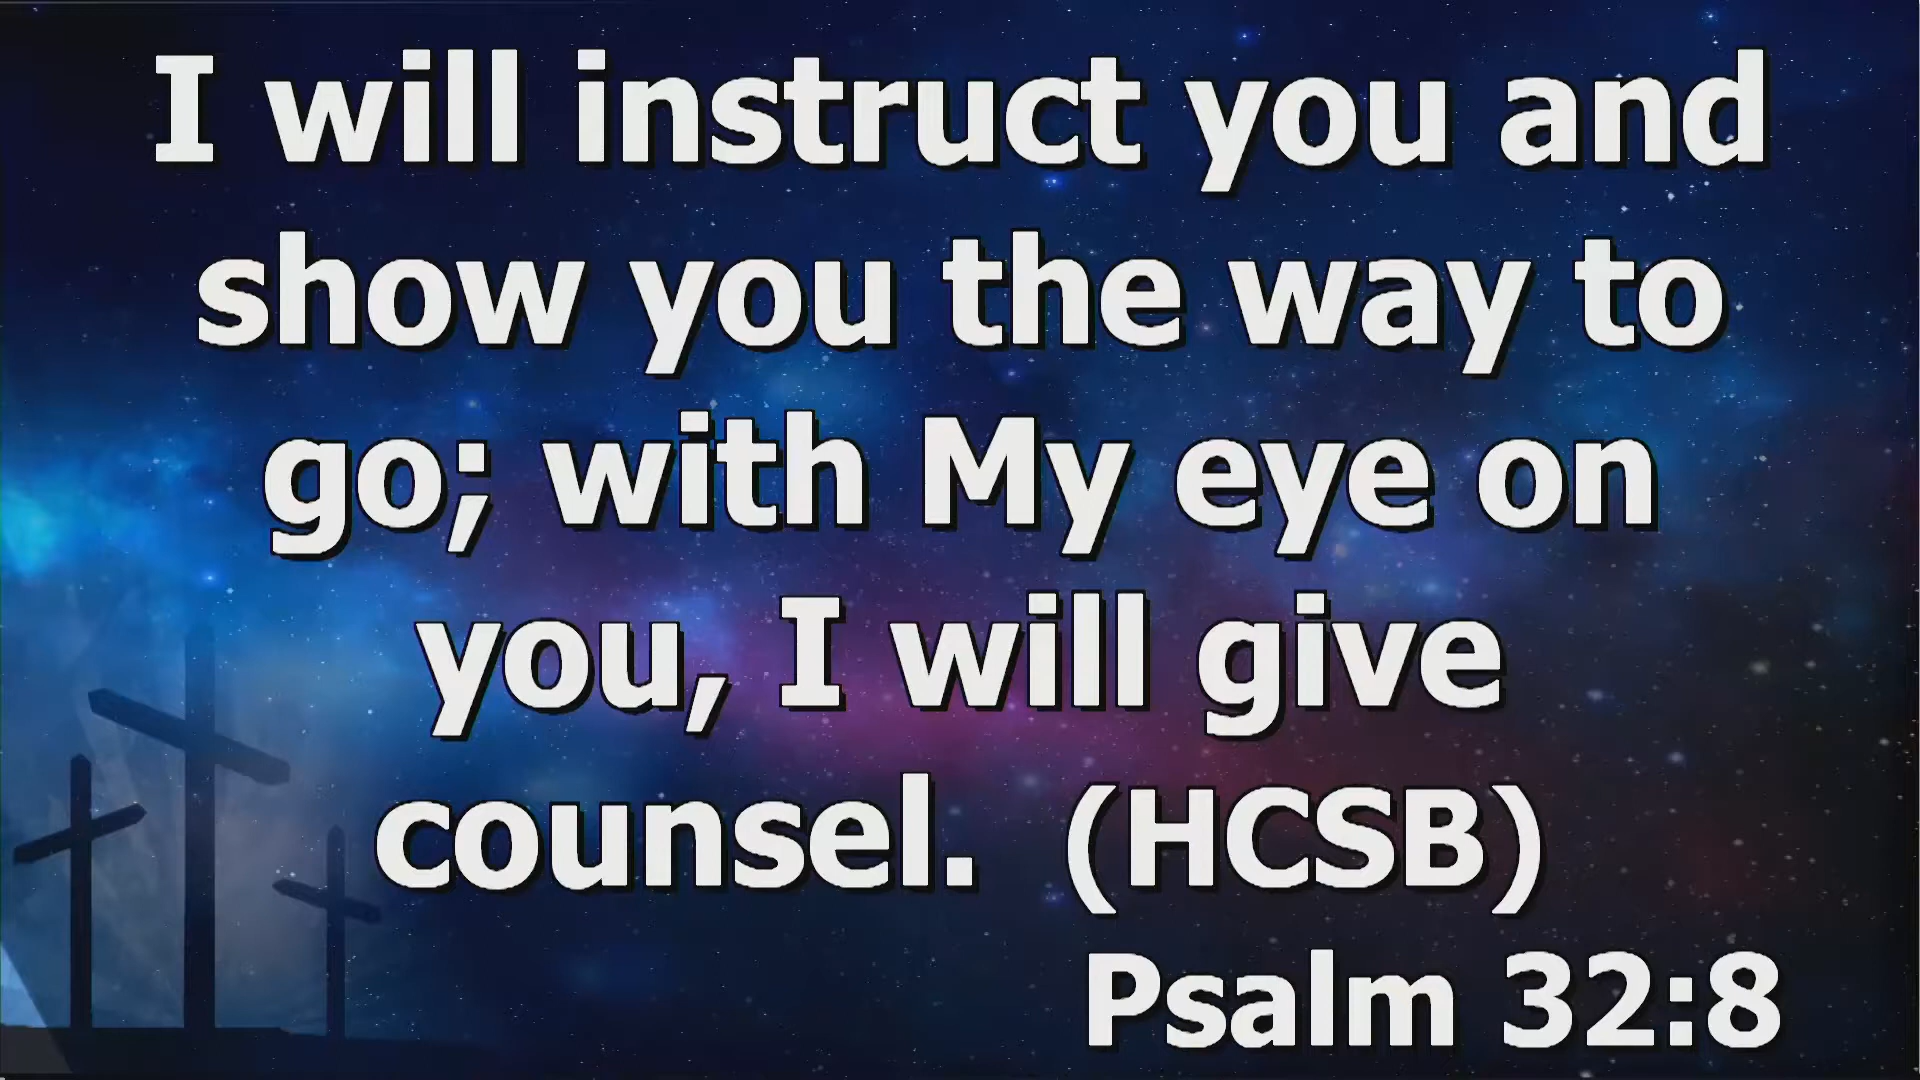 I will instruct you and
show you the way to
go; with My eye on
you, I will give
counsel.  (HCSB)
Psalm 32:8